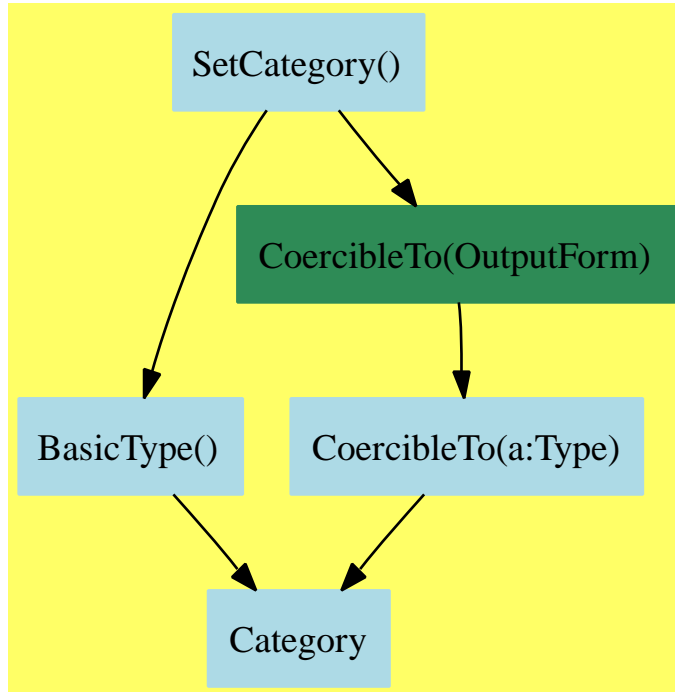 SetCategory()
CoercibleTo(OutputForm)
BasicType()
CoercibleTo(a:Type)
Category